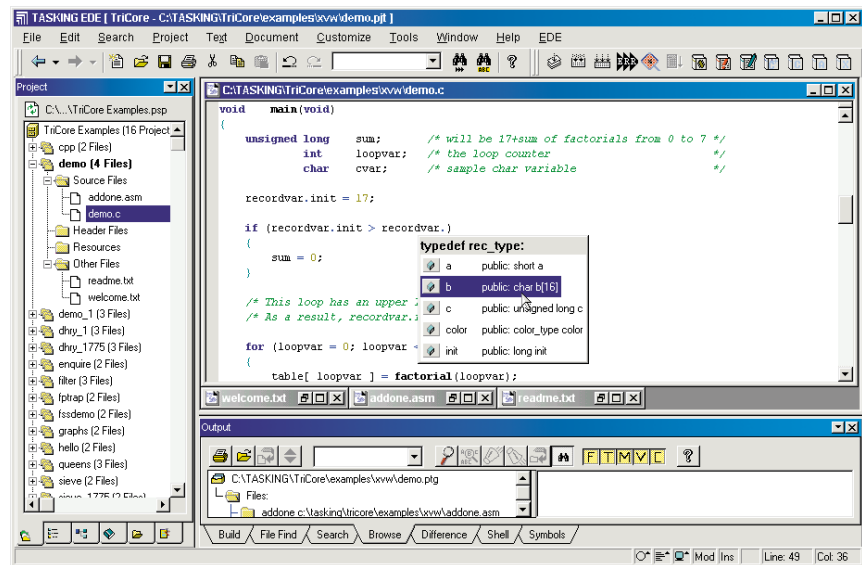 TASKING EDE [ TriCore - C:\TASKING\TriCore\examples\xvw\demo.pjt ]
File Edit Search Project Text Document Customize Tools Window Help EDE
Project
C:\...\TriCore Examples.psp
TriCore Examples (16 Project
cpp (2 Files)
demo (4 Files)
Source Files
addone.asm
demo.c
Header Files
Resources
Other Files
readme.txt
welcome.txt
demo_1 (3 Files)
dhry_1 (3 Files)
dhry_1775 (3 Files)
enquire (2 Files)
filter (3 Files)
fptrap (2 Files)
fssdemo (2 Files)
graphs (2 Files)
hello (2 Files)
queens (3 Files)
sieve (2 Files)
sieve_1775 (2 Files)
C:\TASKING\TriCore\examples\xvw\demo.c
void main(void)
{
unsigned long sum; /* will be 17+sum of factorials from 0 to 7 */
int loopvar; /* the loop counter */
char cvar; /* sample char variable */
recordvar.init = 17;
if (recordvar.init > recordvar.)
{
sum = 0;
}
/* This loop has an upper
/* As a result, recordvar.
for (loopvar = 0; loopvar
{
table[ loopvar ] = factorial(loopvar);
typedef rec_type:
a public: short a
b public: char b[16]
c public: unsigned long c
color public: color_type color
init public: long init
welcome.txt addone.asm readme.txt
Output
F T M V C
C:\TASKING\TriCore\examples\xvw\demo.ptg
Files:
addone c:\tasking\tricore\examples\xvw\addone.asm
Build File Find Search Browse Difference Shell Symbols
Mod Ins Line: 49 Col: 36